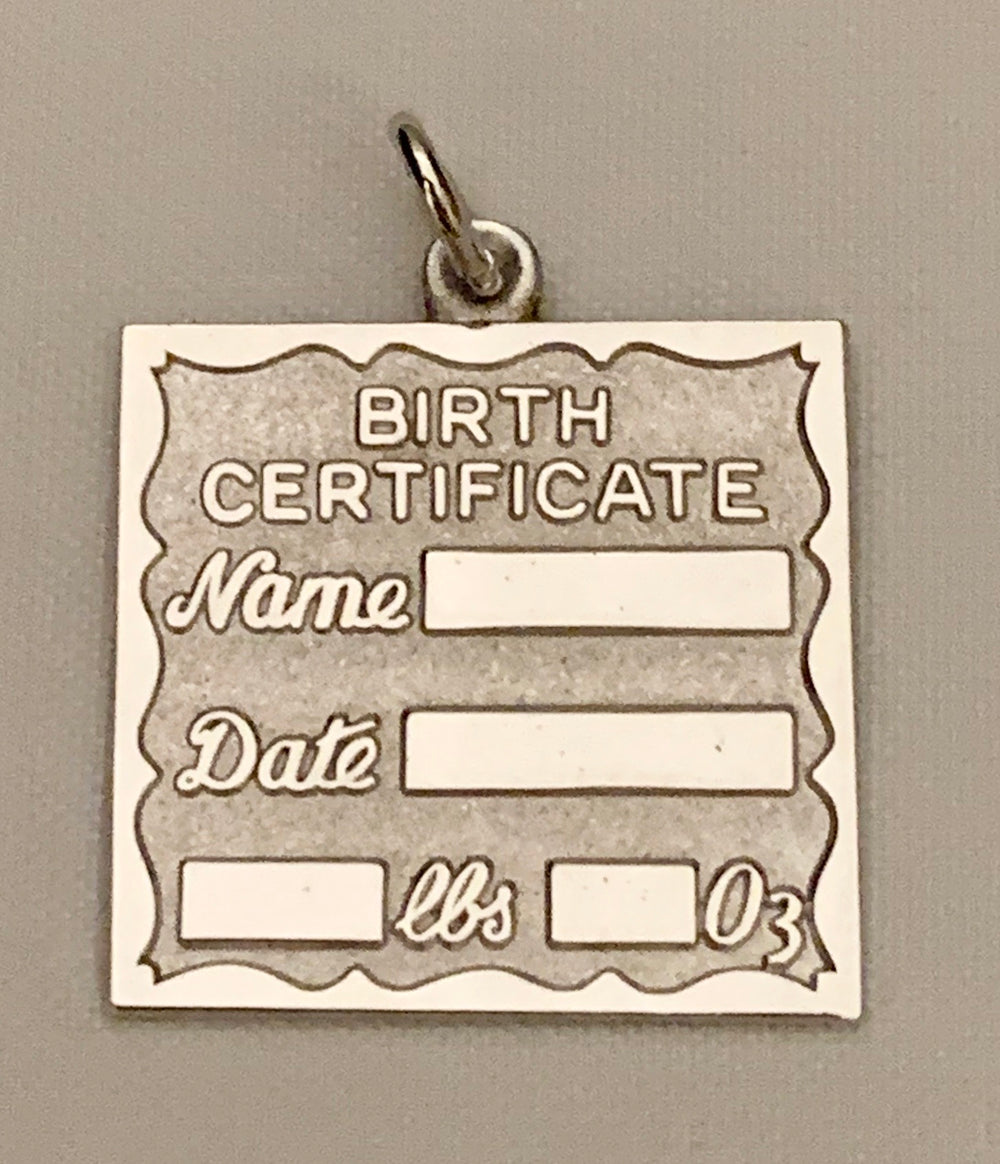 BIRTH
CERTIFICATE
Name
Date
lbs Oz